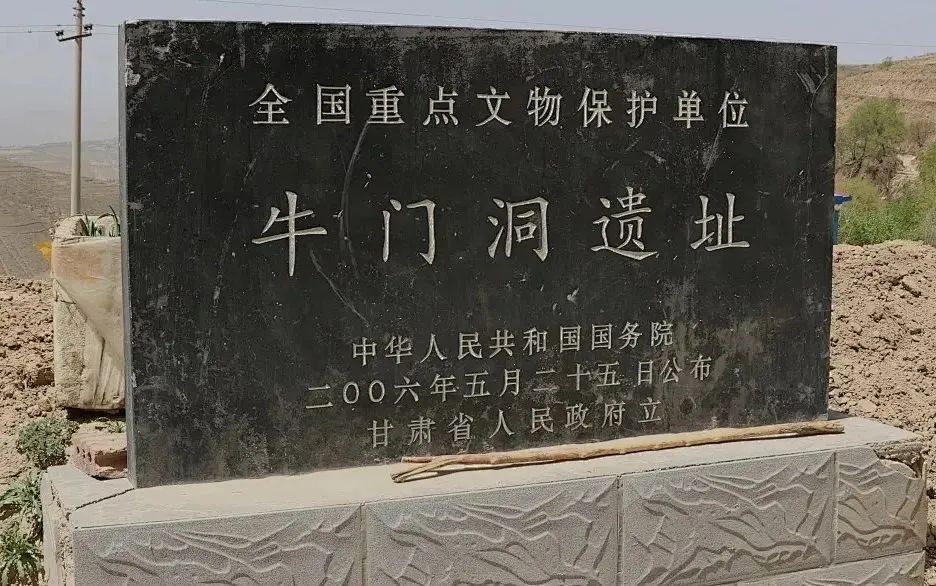 全国重点文物保护单位
牛门洞遗址
中华人民共和国国务院
二〇〇六年五月二十五日公布
甘肃省人民政府立